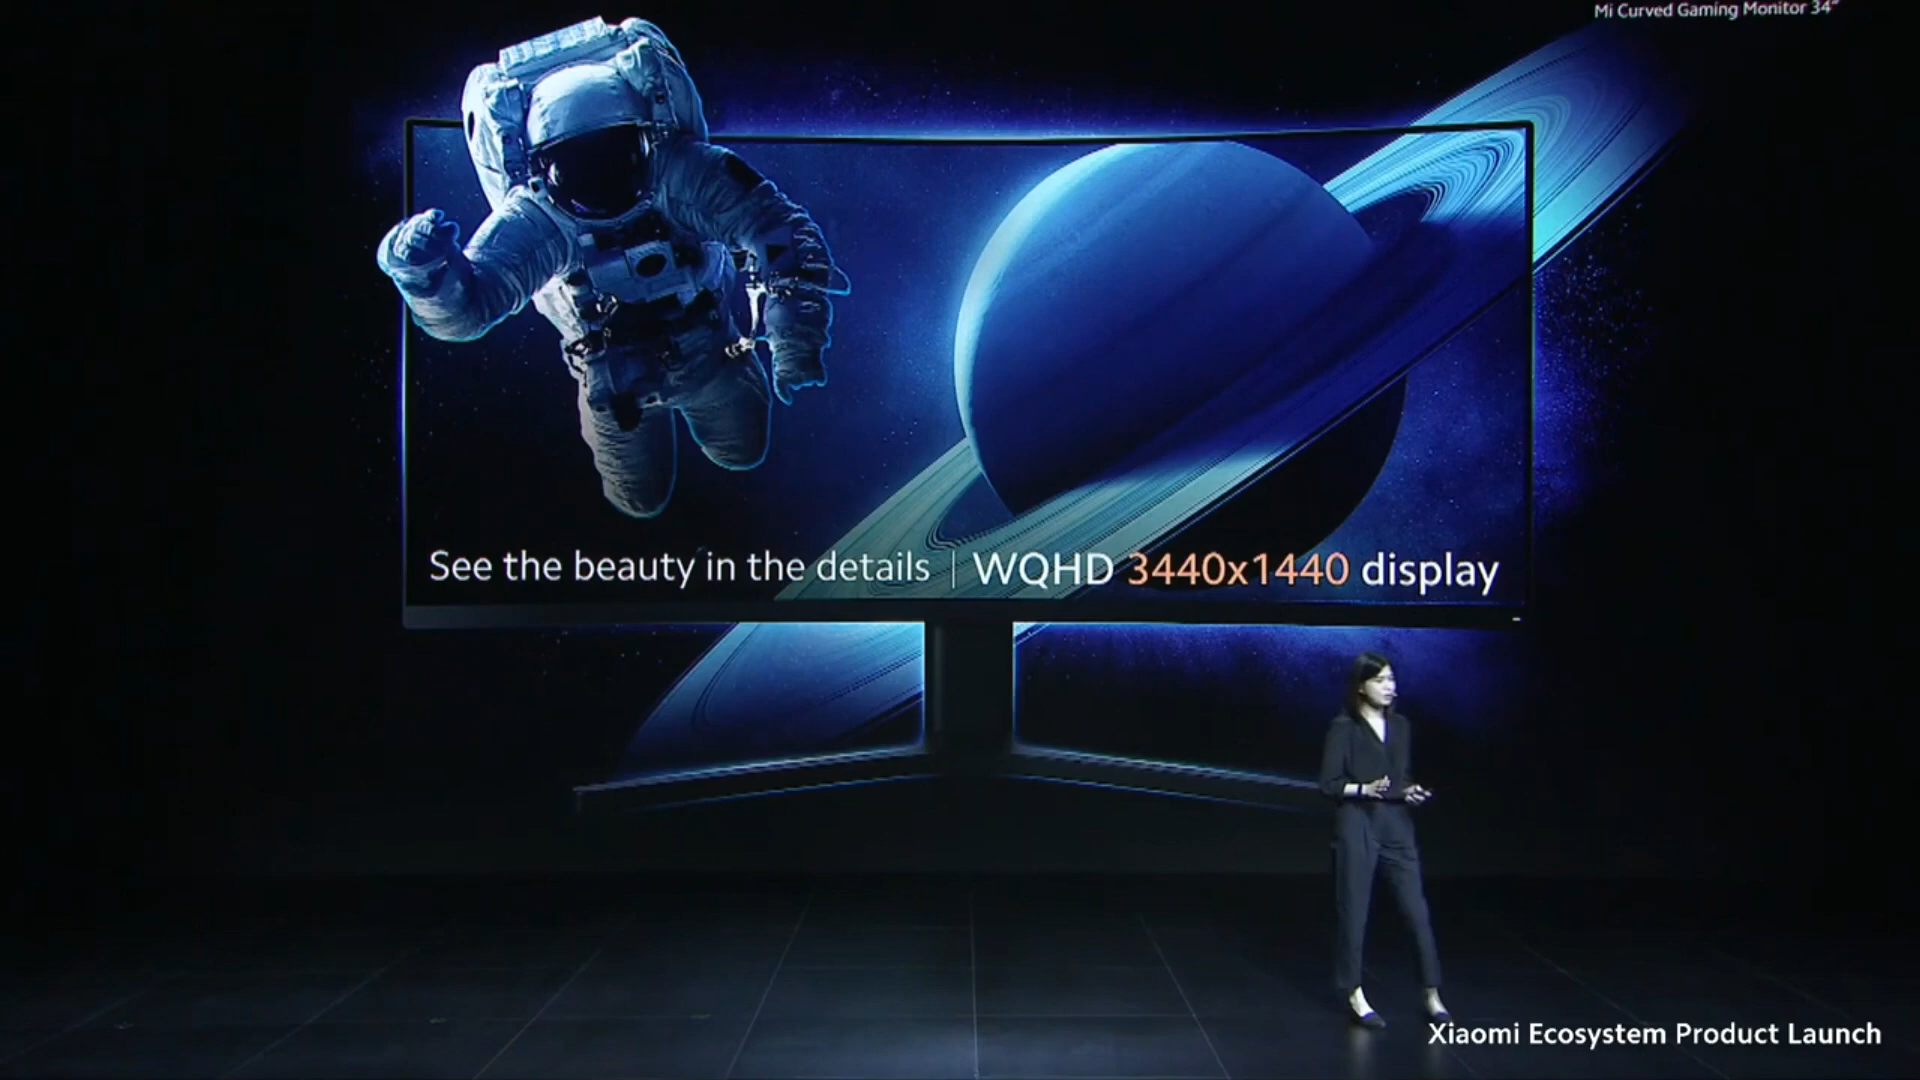 Mi Curved Gaming Monitor 34"
See the beauty in the details | WQHD 3440x1440 display
Xiaomi Ecosystem Product Launch